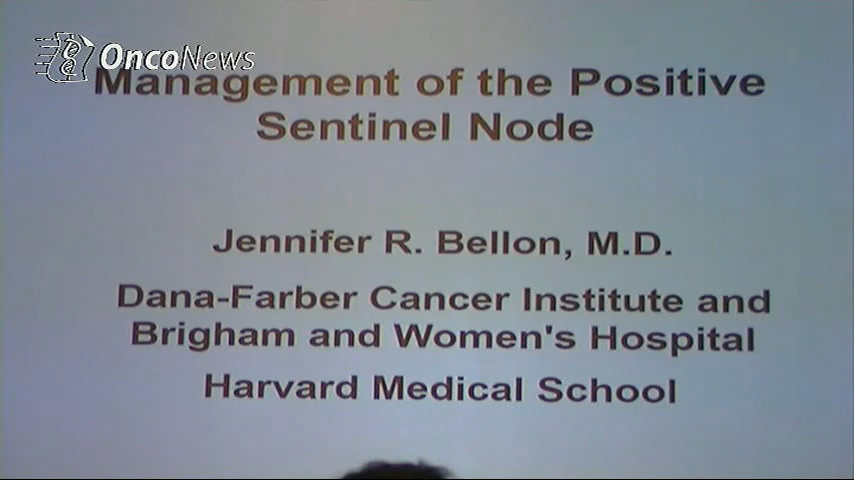 OncoNews
Management of the Positive
Sentinel Node
Jennifer R. Bellon, M.D.
Dana-Farber Cancer Institute and
Brigham and Women's Hospital
Harvard Medical School